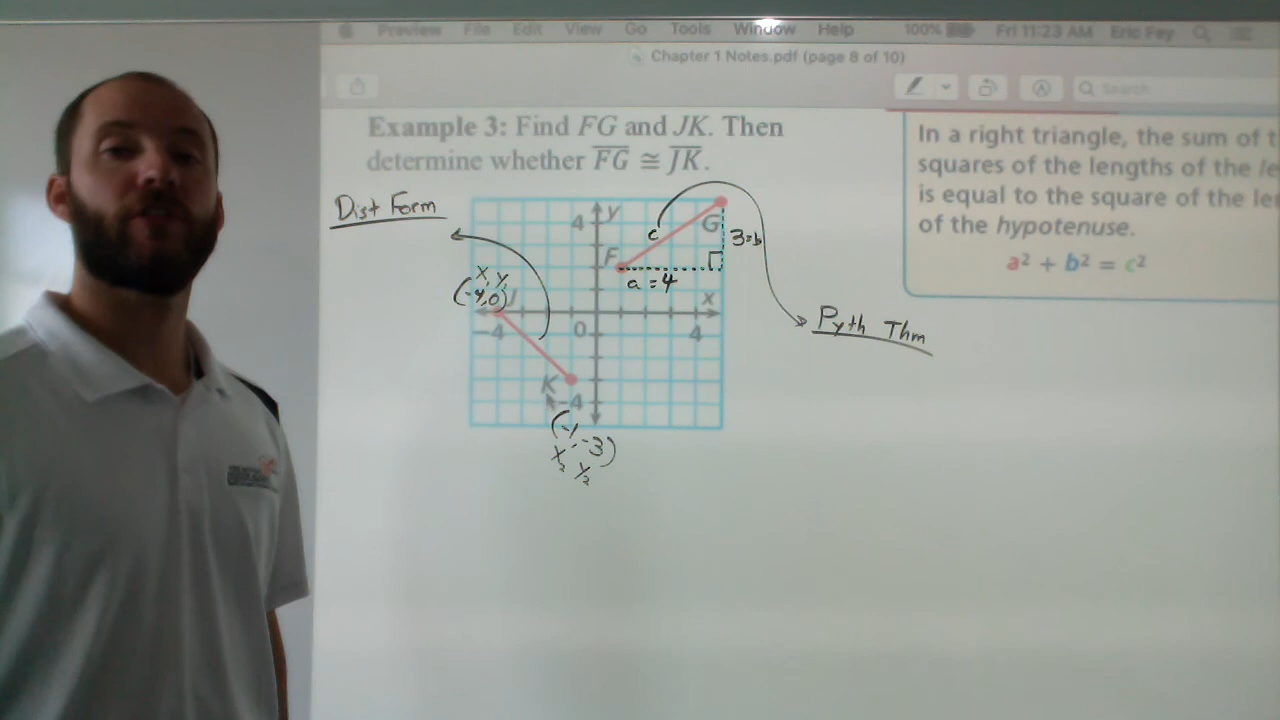 Preview File Edit View Go Tools Window Help 100% Fri 11:23 AM Eric Fey
Chapter 1 Notes.pdf (page 8 of 10)
Search
Example 3: Find FG and JK. Then
determine whether FG ≅ JK.
In a right triangle, the sum of t
squares of the lengths of the le
is equal to the square of the le
of the hypotenuse.
a² + b² = c²
Dist Form
4 y
G
c
3=b
F
a = 4
x, y,
(-4,0) J
x
-4
0
4
Pyth Thm
K
-4
(-1, -3)
x₂ y₂